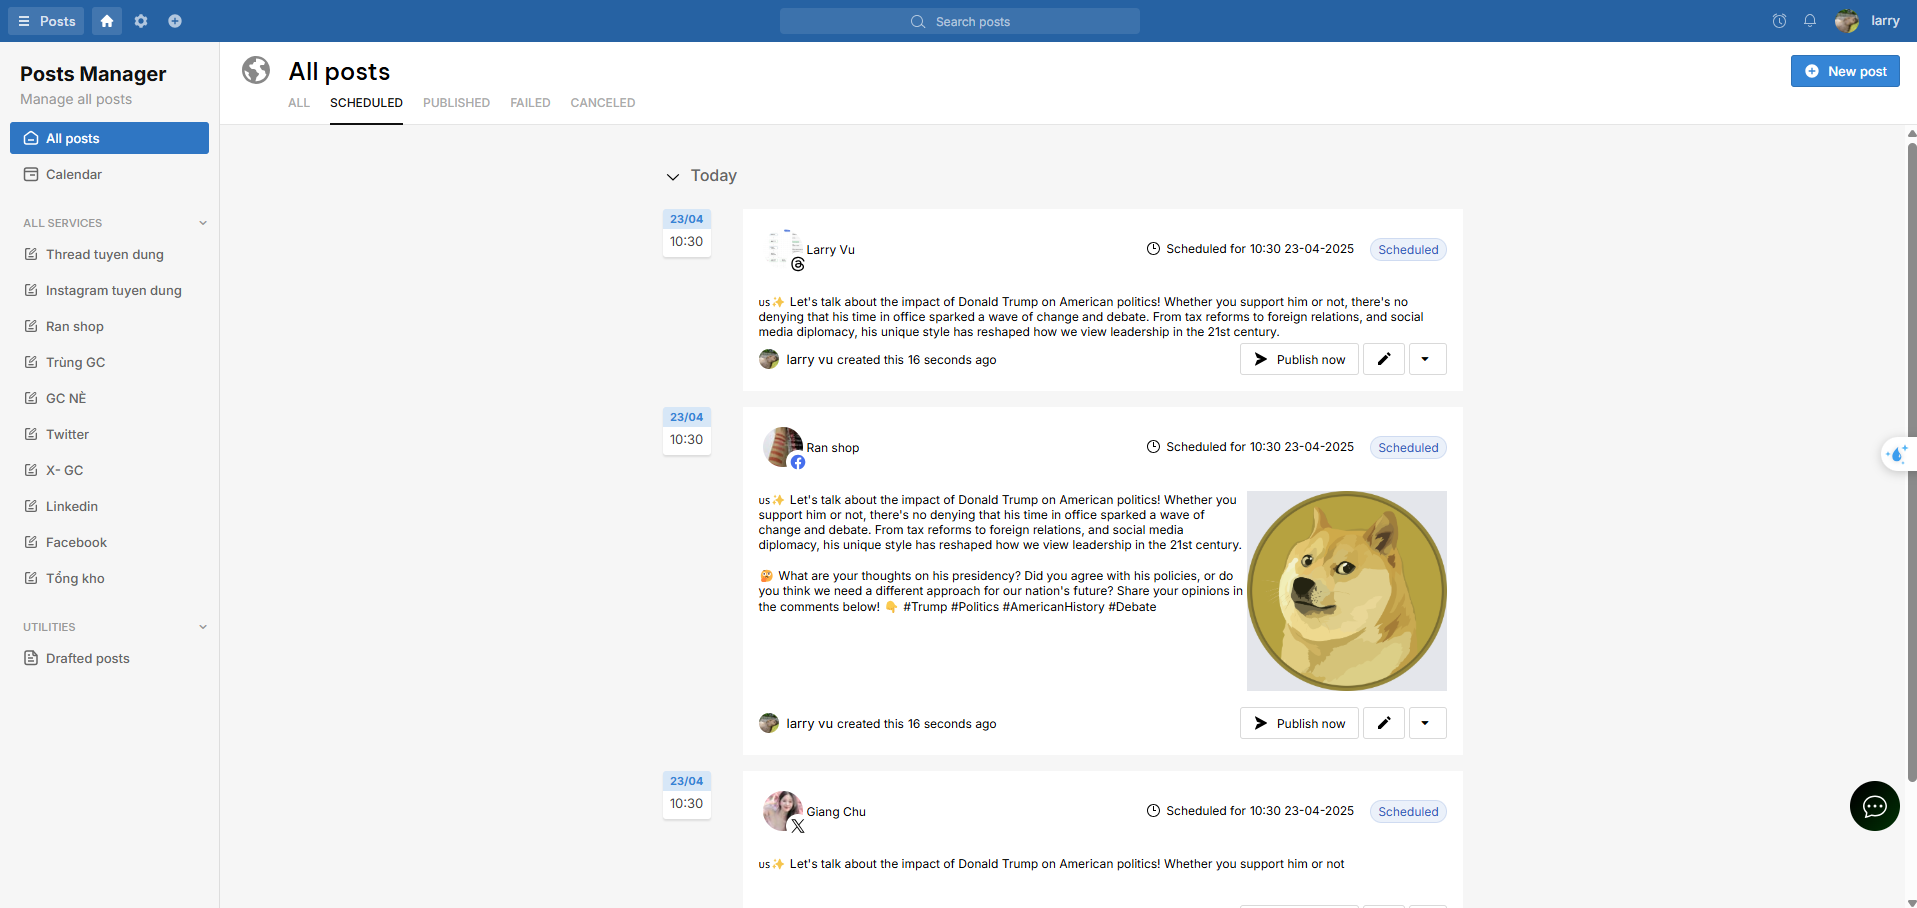 Posts
Search posts
larry
Posts Manager
Manage all posts
All posts
Calendar
ALL SERVICES
Thread tuyen dung
Instagram tuyen dung
Ran shop
Trùng GC
GC NÈ
Twitter
X- GC
Linkedin
Facebook
Tổng kho
UTILITIES
Drafted posts
All posts
New post
ALL SCHEDULED PUBLISHED FAILED CANCELED
Today
23/04
10:30
Larry Vu
Scheduled for 10:30 23-04-2025 Scheduled
us✨ Let's talk about the impact of Donald Trump on American politics! Whether you support him or not, there's no
denying that his time in office sparked a wave of change and debate. From tax reforms to foreign relations, and social
media diplomacy, his unique style has reshaped how we view leadership in the 21st century.
larry vu created this 16 seconds ago
Publish now
23/04
10:30
Ran shop
Scheduled for 10:30 23-04-2025 Scheduled
us✨ Let's talk about the impact of Donald Trump on American politics! Whether you
support him or not, there's no denying that his time in office sparked a wave of
change and debate. From tax reforms to foreign relations, and social media
diplomacy, his unique style has reshaped how we view leadership in the 21st century.
🤔 What are your thoughts on his presidency? Did you agree with his policies, or do
you think we need a different approach for our nation's future? Share your opinions in
the comments below! 👇 #Trump #Politics #AmericanHistory #Debate
larry vu created this 16 seconds ago
Publish now
23/04
10:30
Giang Chu
Scheduled for 10:30 23-04-2025 Scheduled
us✨ Let's talk about the impact of Donald Trump on American politics! Whether you support him or not